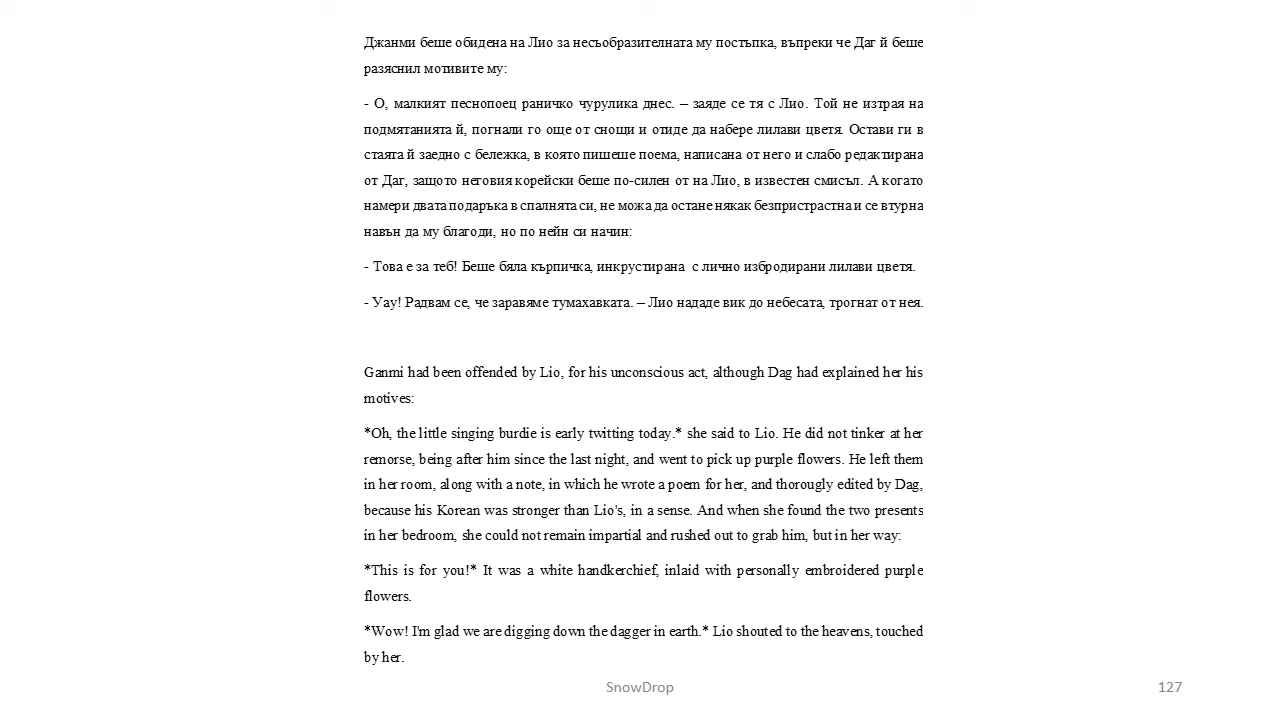 Джанми беше обидена на Лио за несъобразителната му постъпка, въпреки че Даг й беше
разяснил мотивите му:
- О, малкият песнопоец раничко чурулика днес. – заяде се тя с Лио. Той не изтрая на
подмятанията й, погнали го още от снощи и отиде да набере лилави цветя. Остави ги в
стаята й заедно с бележка, в която пишеше поема, написана от него и слабо редактирана
от Даг, защото неговия корейски беше по-силен от на Лио, в известен смисъл. А когато
намери двата подаръка в спалнята си, не можа да остане някак безпристрастна и се втурна
навън да му благоди, но по нейн си начин:
- Това е за теб! Беше бяла кърпичка, инкрустирана  с лично избродирани лилави цветя.
- Уау! Радвам се, че заравяме тумахавката. – Лио нададе вик до небесата, трогнат от нея.
Ganmi had been offended by Lio, for his unconscious act, although Dag had explained her his
motives:
*Oh, the little singing burdie is early twitting today.* she said to Lio. He did not tinker at her
remorse, being after him since the last night, and went to pick up purple flowers. He left them
in her room, along with a note, in which he wrote a poem for her, and thorougly edited by Dag,
because his Korean was stronger than Lio's, in a sense. And when she found the two presents
in her bedroom, she could not remain impartial and rushed out to grab him, but in her way:
*This is for you!* It was a white handkerchief, inlaid with personally embroidered purple
flowers.
*Wow! I'm glad we are digging down the dagger in earth.* Lio shouted to the heavens, touched
by her.
SnowDrop
127